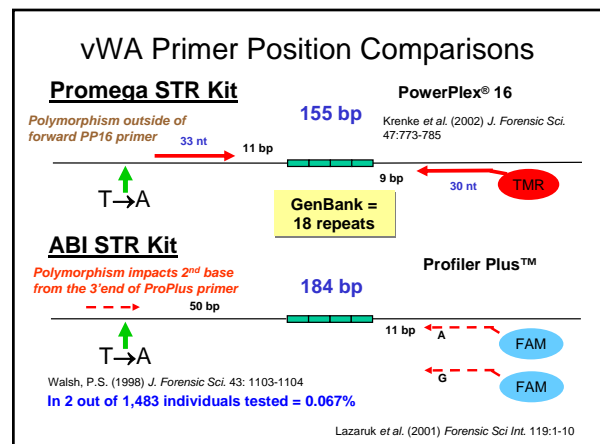 vWA Primer Position Comparisons
Promega STR Kit
PowerPlex® 16
Polymorphism outside of
forward PP16 primer
155 bp
Krenke et al. (2002) J. Forensic Sci.
47:773-785
33 nt
11 bp
9 bp
30 nt
TMR
T→A
GenBank =
18 repeats
ABI STR Kit
Polymorphism impacts 2nd base
from the 3'end of ProPlus primer
Profiler Plus™
184 bp
50 bp
11 bp
A
FAM
T→A
G
FAM
Walsh, P.S. (1998) J. Forensic Sci. 43: 1103-1104
In 2 out of 1,483 individuals tested = 0.067%
Lazaruk et al. (2001) Forensic Sci Int. 119:1-10